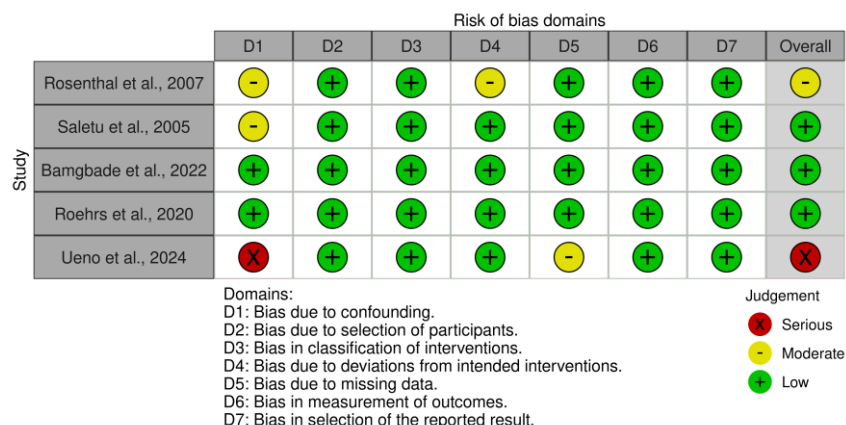 Risk of bias domains
D1 D2 D3 D4 D5 D6 D7 Overall
Study
Rosenthal et al., 2007 - + + - + + + -
Saletu et al., 2005 - + + + + + + +
Bamgbade et al., 2022 + + + + + + + +
Roehrs et al., 2020 + + + + + + + +
Ueno et al., 2024 X + + + - + + X
Domains:
D1: Bias due to confounding.
D2: Bias due to selection of participants.
D3: Bias in classification of interventions.
D4: Bias due to deviations from intended interventions.
D5: Bias due to missing data.
D6: Bias in measurement of outcomes.
D7: Bias in selection of the reported result.
Judgement
X Serious
- Moderate
+ Low